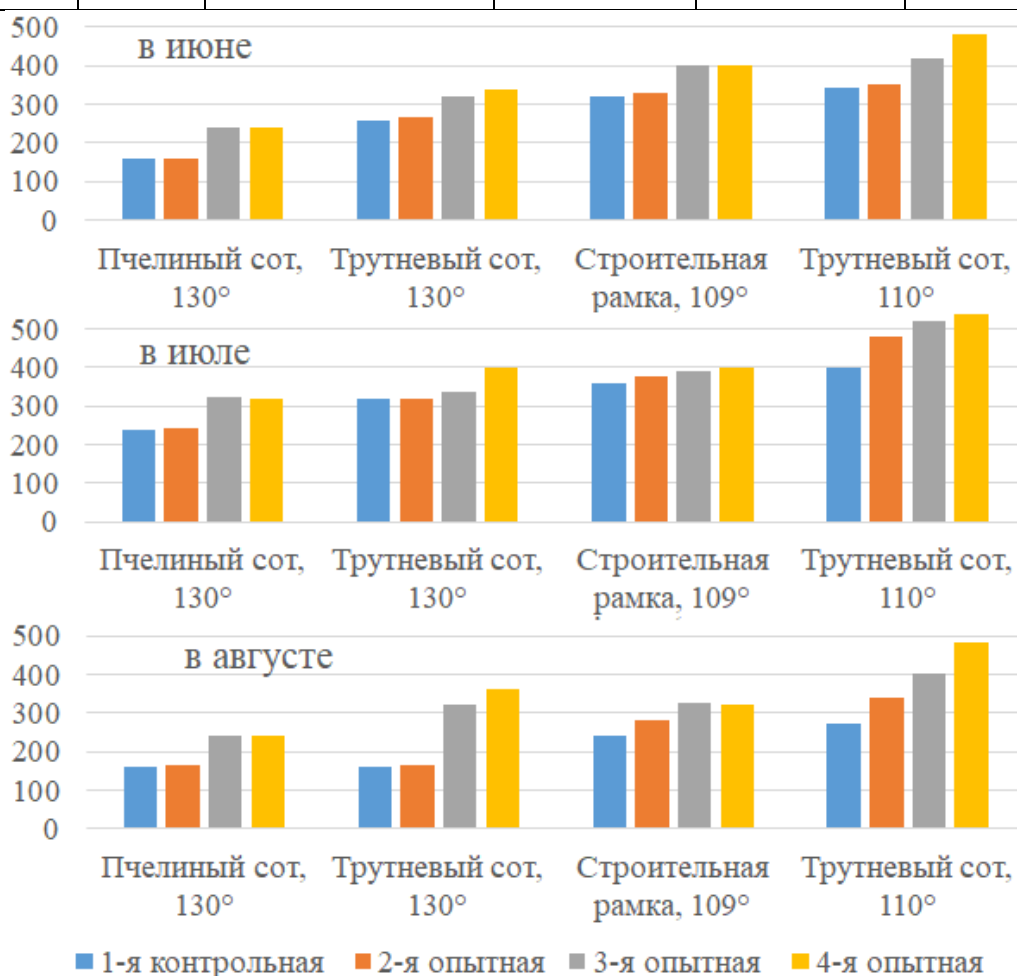 500
в июне
400
300
200
100
0
Пчелиный сот, Трутневый сот, Строительная Трутневый сот,
130° 130° рамка, 109° 110°
500
в июле
400
300
200
100
0
Пчелиный сот, Трутневый сот, Строительная Трутневый сот,
130° 130° рамка, 109° 110°
500
в августе
400
300
200
100
0
Пчелиный сот, Трутневый сот, Строительная Трутневый сот,
130° 130° рамка, 109° 110°
1-я контрольная 2-я опытная 3-я опытная 4-я опытная